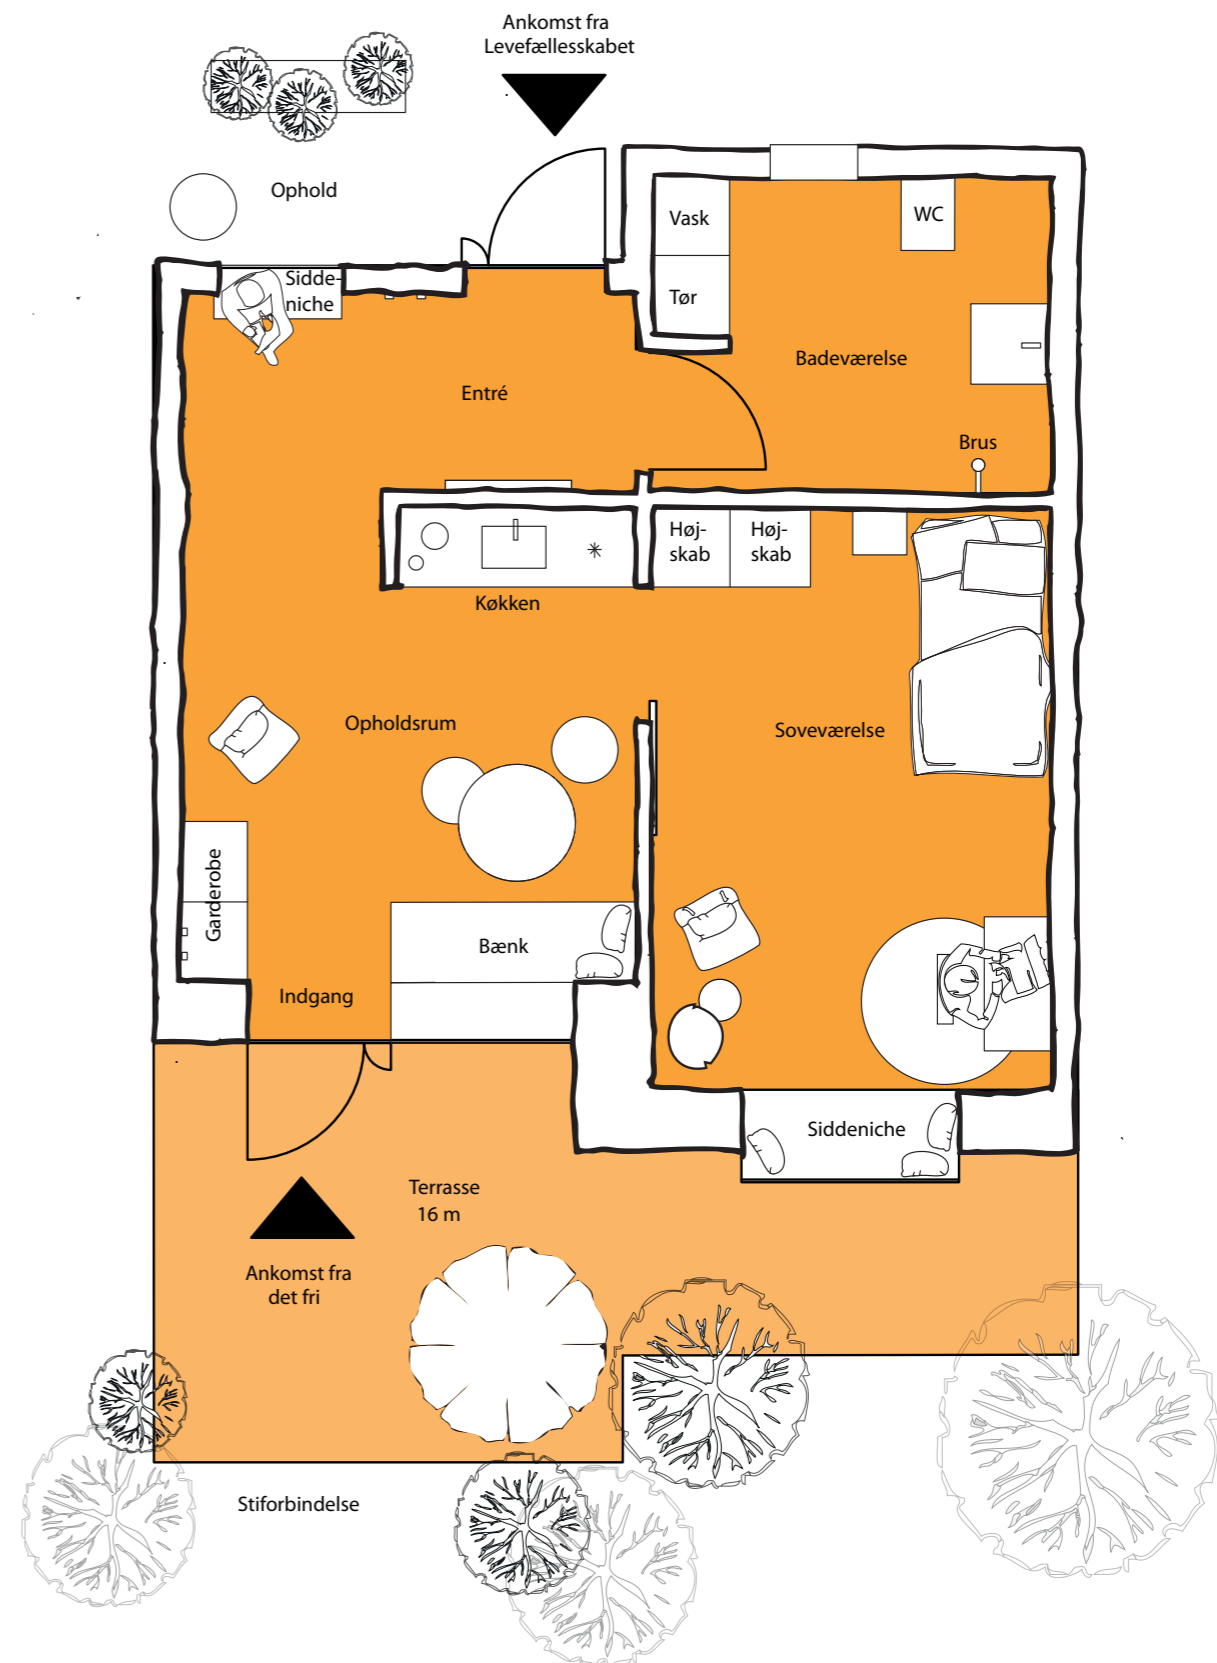 Ankomst fra
Levefællesskabet
Ophold
Sidde-
niche
Vask
Tør
WC
Badeværelse
Entré
Brus
Høj-
skab
Høj-
skab
Køkken
Opholdsrum
Soveværelse
Garderobe
Bænk
Indgang
Siddeniche
Terrasse
16 m
Ankomst fra
det fri
Stiforbindelse